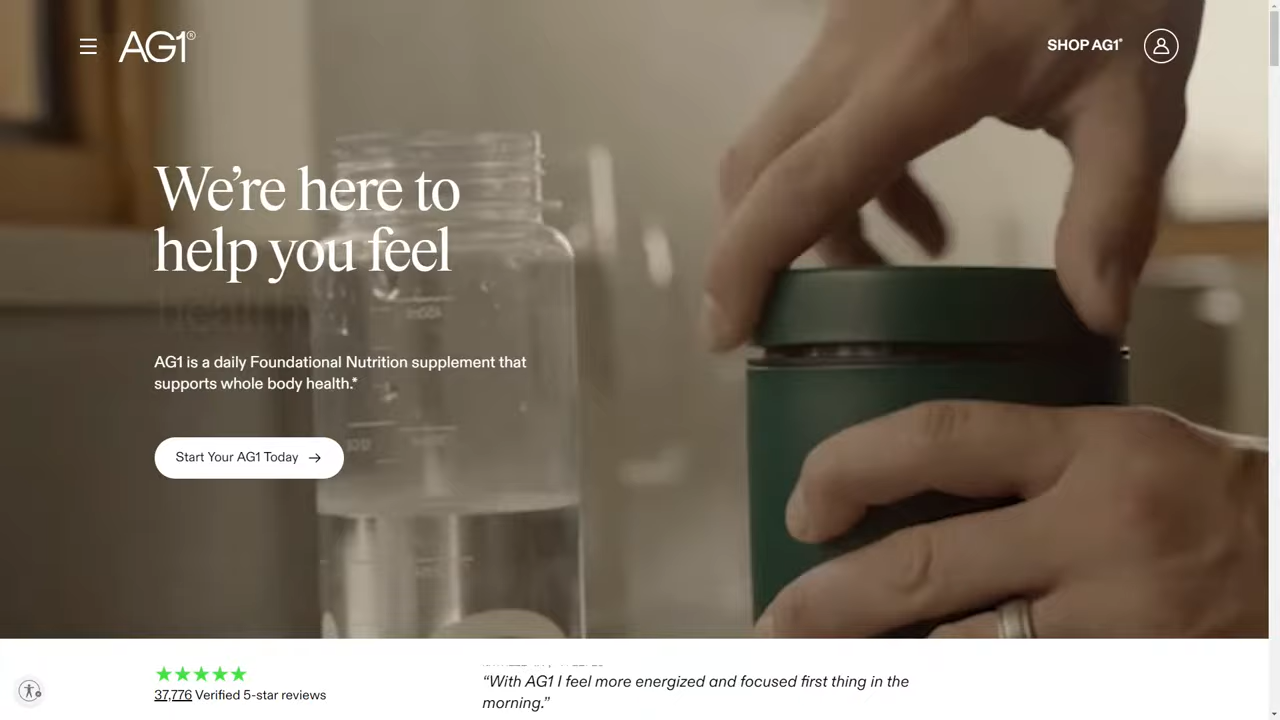 AG1®
SHOP AG1®
We're here to
help you feel
AG1 is a daily Foundational Nutrition supplement that
supports whole body health.*
Start Your AG1 Today →
37,776 Verified 5-star reviews
“With AG1 I feel more energized and focused first thing in the
morning.”